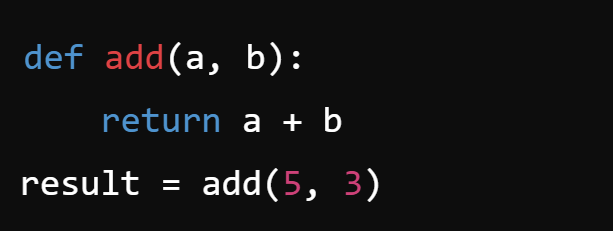 def add(a, b):
    return a + b
result = add(5, 3)